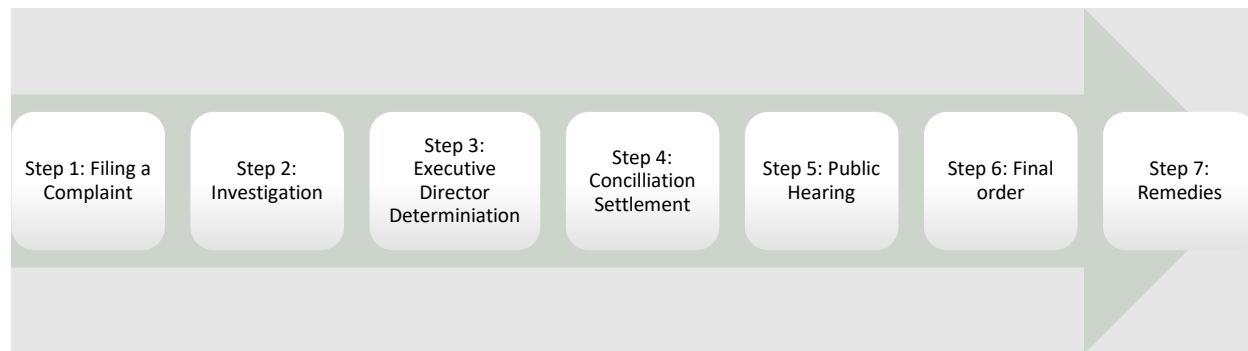 Step 1: Filing a
Complaint
Step 2:
Investigation
Step 3:
Executive
Director
Determiniation
Step 4:
Concilliation
Settlement
Step 5: Public
Hearing
Step 6: Final
order
Step 7:
Remedies